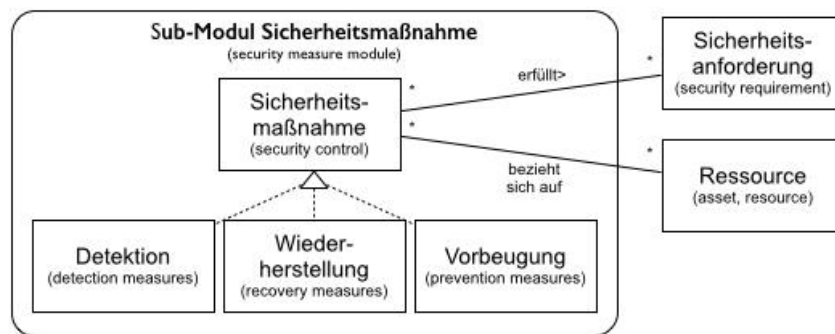 Sub-Modul Sicherheitsmaßnahme
(security measure module)
Sicherheits-
maßnahme
(security control)
*
*
erfüllt>
*
Sicherheits-
anforderung
(security requirement)
bezieht
sich auf
*
Ressource
(asset, resource)
Detektion
(detection measures)
Wieder-
herstellung
(recovery measures)
Vorbeugung
(prevention measures)